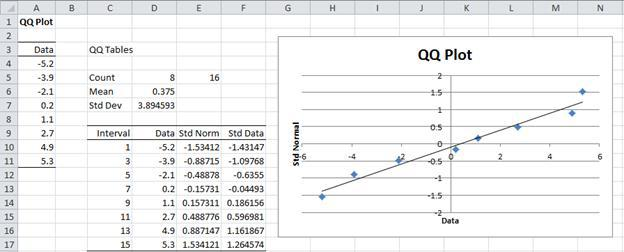 A B C D E F G H I J K L M N
1 QQ Plot
2
3 Data QQ Tables
4 -5.2
5 -3.9 Count 8 16
6 -2.1 Mean 0.375
7 0.2 Std Dev 3.894593
8 1.1
9 2.7 Interval Data Std Norm Std Data
10 4.9 1 -5.2 -1.53412 -1.43147
11 5.3 3 -3.9 -0.88715 -1.09768
12 5 -2.1 -0.48878 -0.6355
13 7 0.2 -0.15731 -0.04493
14 9 1.1 0.157311 0.186156
15 11 2.7 0.488776 0.596981
16 13 4.9 0.887147 1.161867
17 15 5.3 1.534121 1.264574
QQ Plot
2
1.5
1
0.5
0
-6 -4 -2 0 2 4 6
-0.5
-1
-1.5
-2
Std Normal
Data